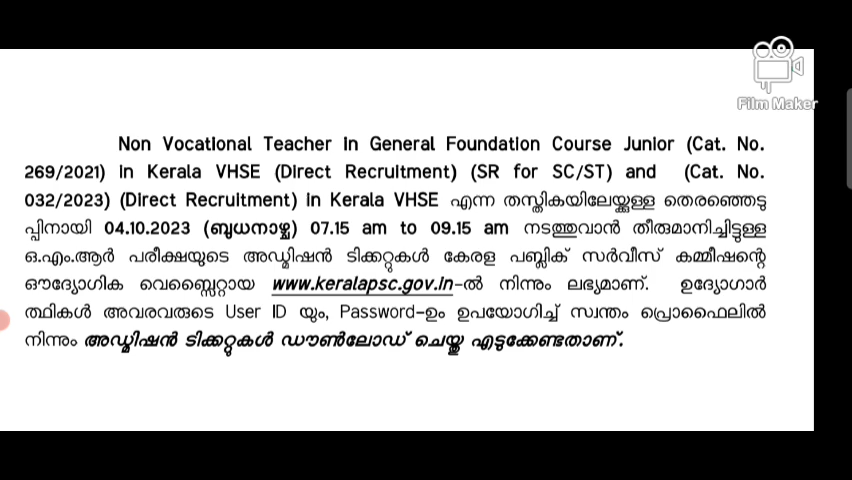 Film Maker
Non Vocational Teacher in General Foundation Course Junior (Cat. No.
269/2021) in Kerala VHSE (Direct Recruitment) (SR for SC/ST) and (Cat. No.
032/2023) (Direct Recruitment) in Kerala VHSE എന്ന തസ്തികയിലേയ്ക്കുള്ള തെരഞ്ഞെടു
പ്പിനായി 04.10.2023 (ബുധനാഴ്ച) 07.15 am to 09.15 am നടത്തുവാൻ തീരുമാനിച്ചിട്ടുള്ള
ഒ.എം.ആർ പരീക്ഷയുടെ അഡ്മിഷൻ ടിക്കറ്റുകൾ കേരള പബ്ലിക് സർവീസ് കമ്മീഷന്റെ
ഔദ്യോഗിക വെബ്സൈറ്റായ www.keralapsc.gov.in-ൽ നിന്നും ലഭ്യമാണ്. ഉദ്യോഗാർ
ത്ഥികൾ അവരവരുടെ User ID യും, Password-ഉം ഉപയോഗിച്ച് സ്വന്തം പ്രൊഫൈലിൽ
നിന്നും അഡ്മിഷൻ ടിക്കറ്റുകൾ ഡൗൺലോഡ് ചെയ്തു എടുക്കേണ്ടതാണ്.